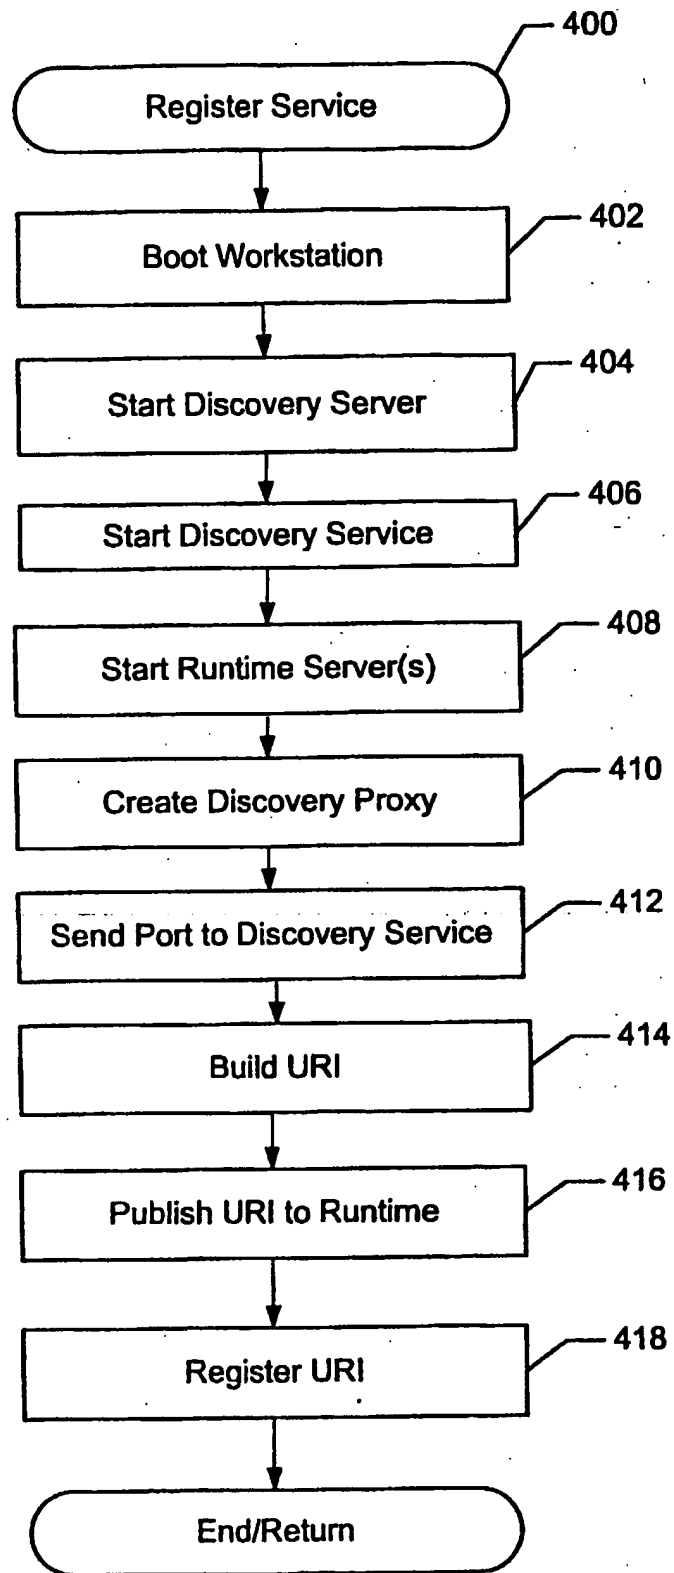 400
Register Service
402
Boot Workstation
404
Start Discovery Server
406
Start Discovery Service
408
Start Runtime Server(s)
410
Create Discovery Proxy
412
Send Port to Discovery Service
414
Build URI
416
Publish URI to Runtime
418
Register URI
End/Return